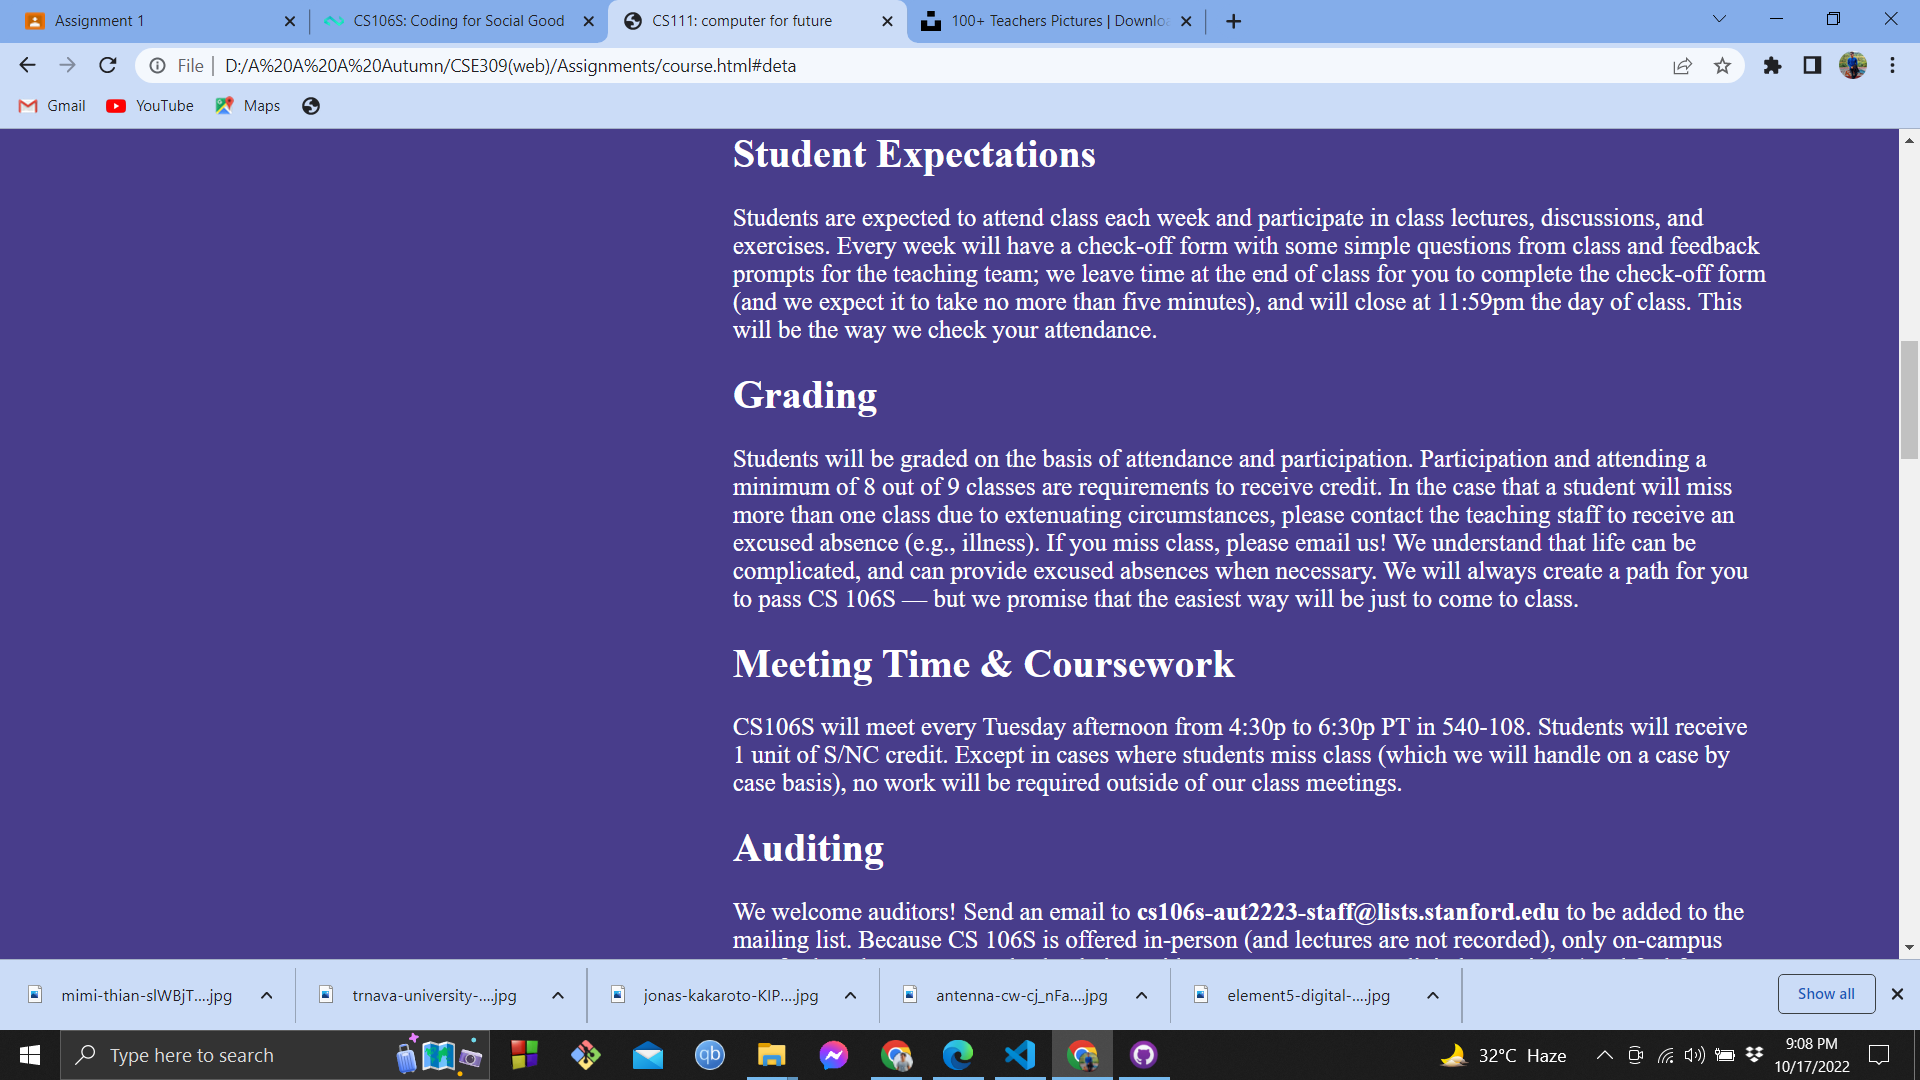 Assignment 1
CS106S: Coding for Social Good
CS111: computer for future
100+ Teachers Pictures | Downlo
File
D:/A%20A%20A%20Autumn/CSE309(web)/Assignments/course.html#deta
Gmail
YouTube
Maps
Student Expectations
Students are expected to attend class each week and participate in class lectures, discussions, and
exercises. Every week will have a check-off form with some simple questions from class and feedback
prompts for the teaching team; we leave time at the end of class for you to complete the check-off form
(and we expect it to take no more than five minutes), and will close at 11:59pm the day of class. This
will be the way we check your attendance.
Grading
Students will be graded on the basis of attendance and participation. Participation and attending a
minimum of 8 out of 9 classes are requirements to receive credit. In the case that a student will miss
more than one class due to extenuating circumstances, please contact the teaching staff to receive an
excused absence (e.g., illness). If you miss class, please email us! We understand that life can be
complicated, and can provide excused absences when necessary. We will always create a path for you
to pass CS 106S — but we promise that the easiest way will be just to come to class.
Meeting Time & Coursework
CS106S will meet every Tuesday afternoon from 4:30p to 6:30p PT in 540-108. Students will receive
1 unit of S/NC credit. Except in cases where students miss class (which we will handle on a case by
case basis), no work will be required outside of our class meetings.
Auditing
We welcome auditors! Send an email to cs106s-aut2223-staff@lists.stanford.edu to be added to the
mailing list. Because CS 106S is offered in-person (and lectures are not recorded), only on-campus
mimi-thian-slWBjT....jpg
trnava-university-....jpg
jonas-kakaroto-KIP....jpg
antenna-cw-cj_nFa....jpg
element5-digital-....jpg
Show all
Type here to search
qb
32°C Haze
9:08 PM
10/17/2022